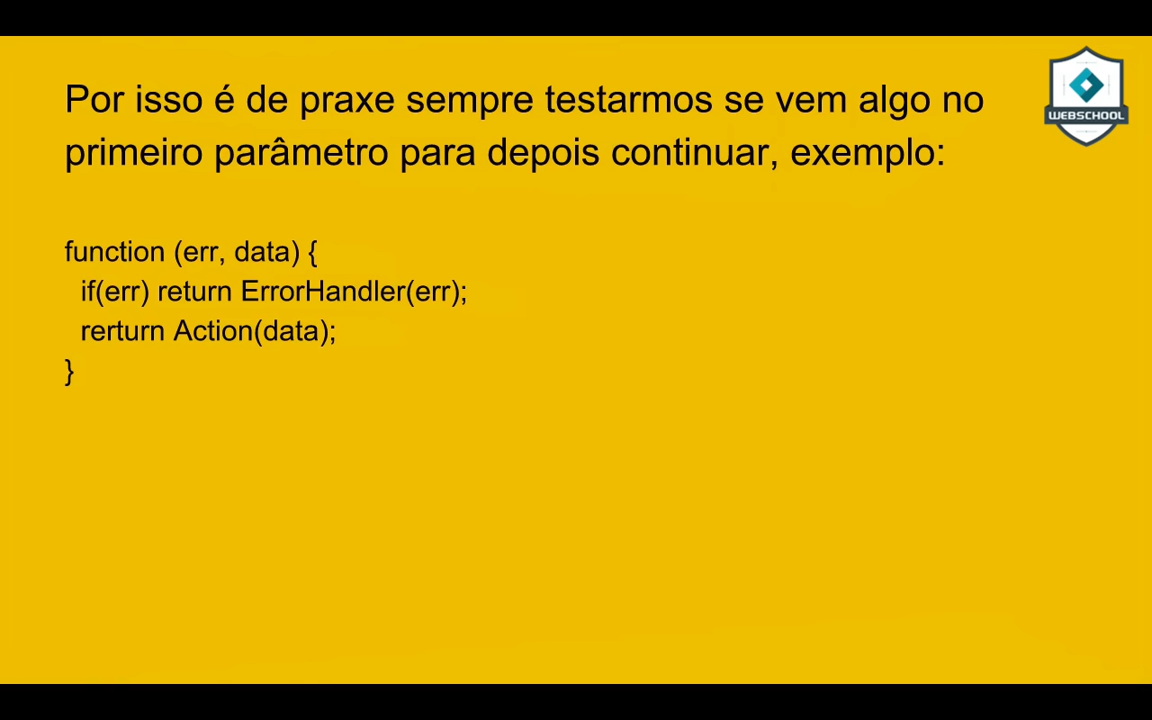 Por isso é de praxe sempre testarmos se vem algo no
primeiro parâmetro para depois continuar, exemplo:
WEBSCHOOL
function (err, data) {
if(err) return ErrorHandler(err);
rerturn Action(data);
}